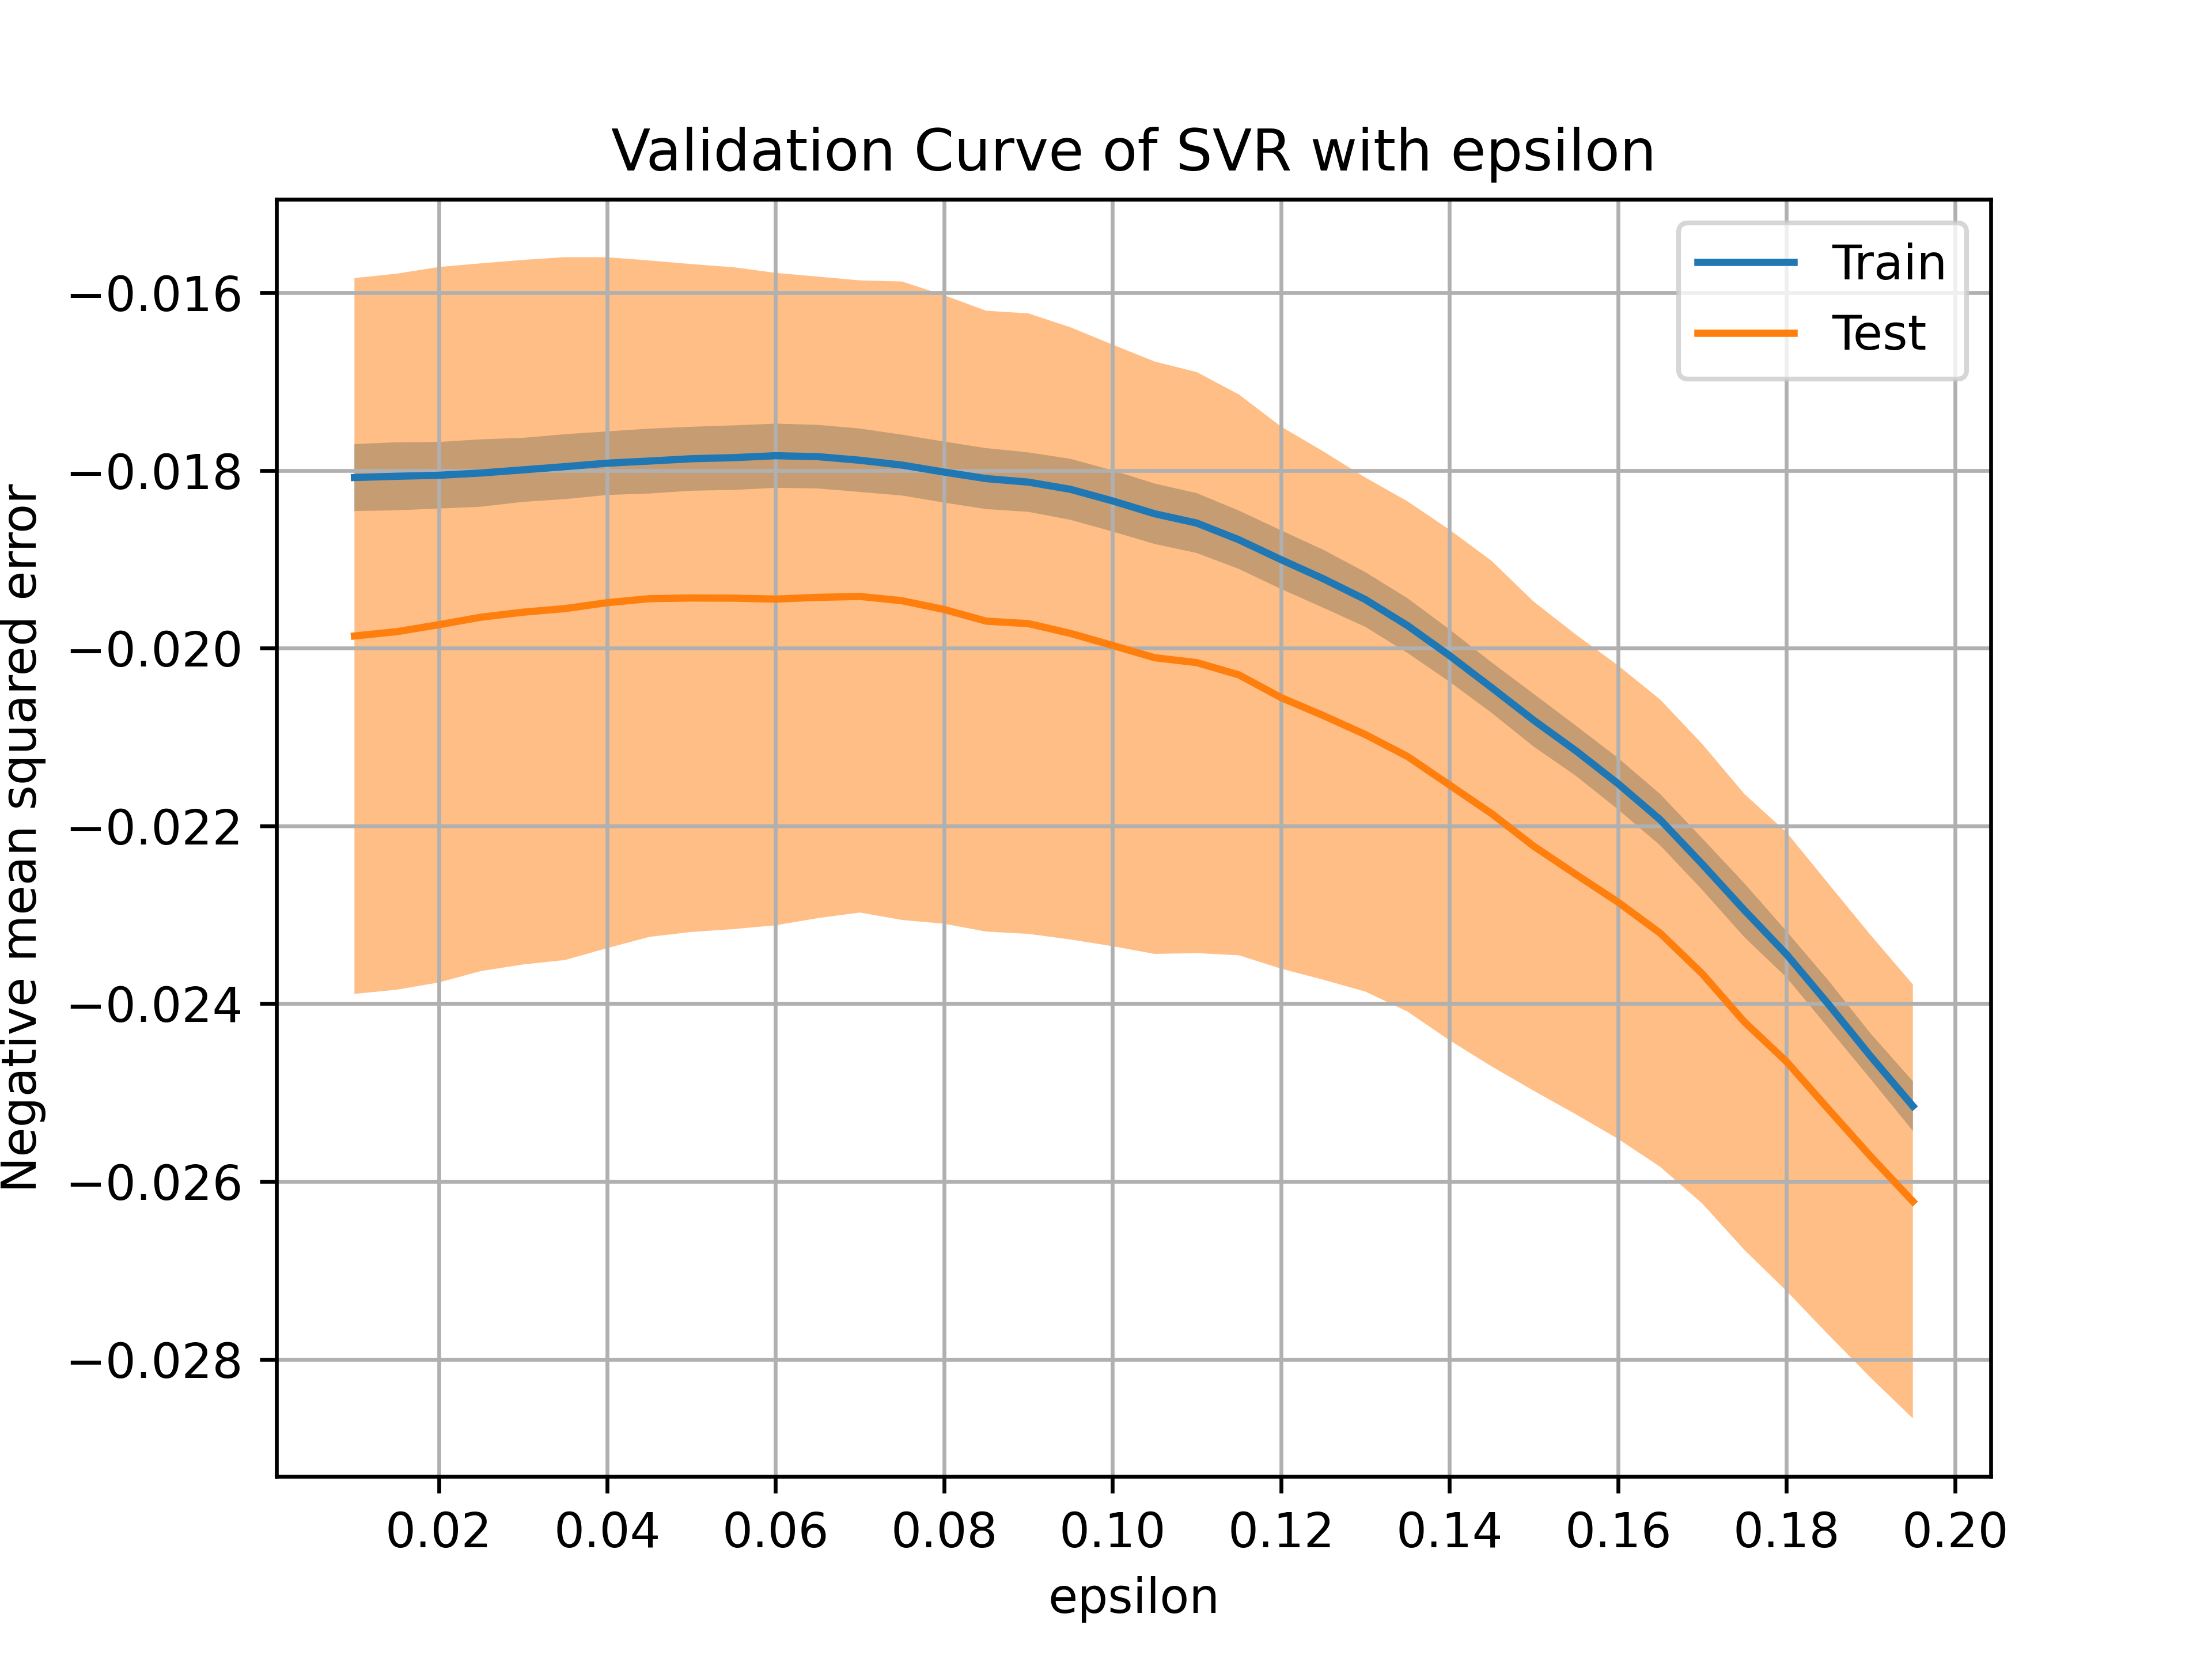 Validation Curve of SVR with epsilon
Train
Test
−0.016
−0.018
−0.020
−0.022
−0.024
−0.026
−0.028
Negative mean squared error
0.02 0.04 0.06 0.08 0.10 0.12 0.14 0.16 0.18 0.20
epsilon